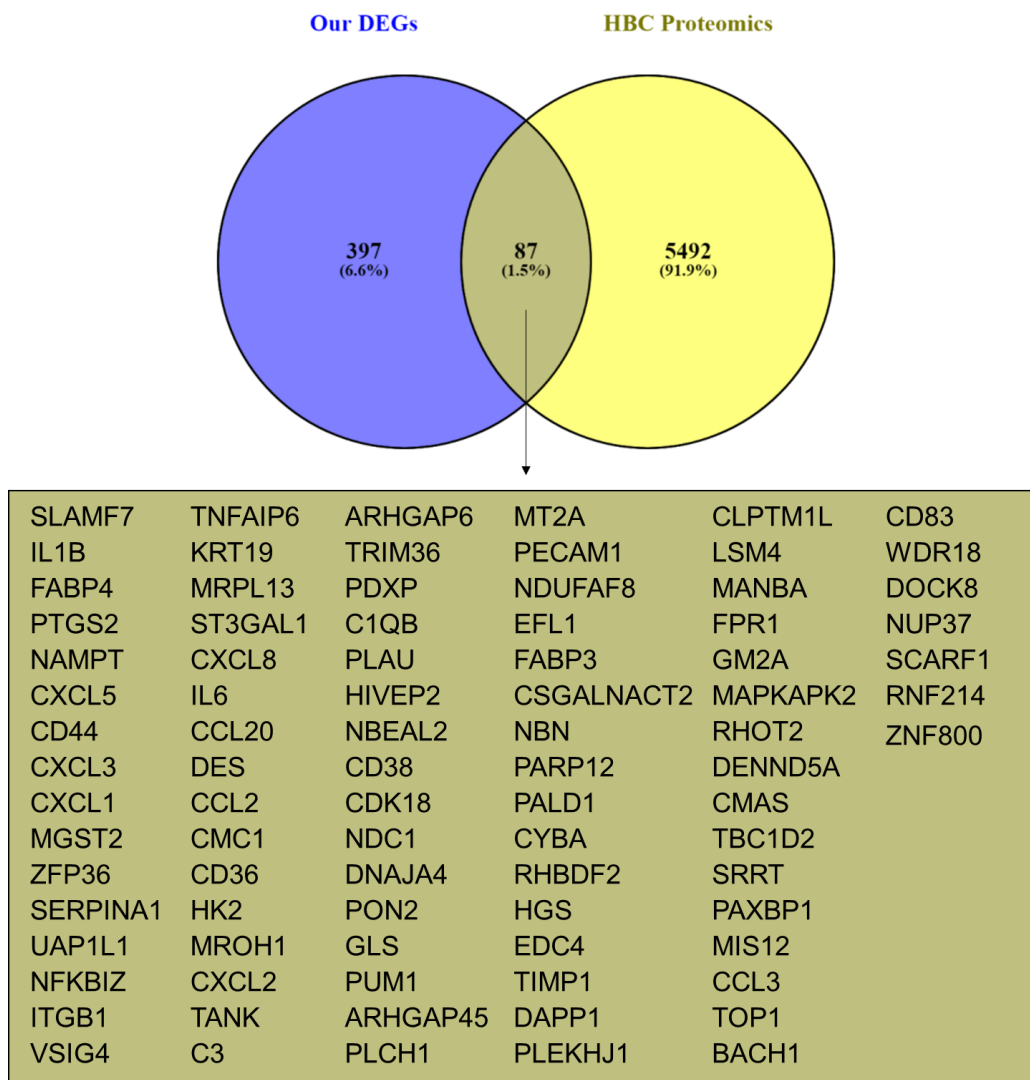 Our DEGs HBC Proteomics
397 87 5492
(6.6%) (1.5%) (91.9%)
SLAMF7 TNFAIP6 ARHGAP6 MT2A CLPTM1L CD83
IL1B KRT19 TRIM36 PECAM1 LSM4 WDR18
FABP4 MRPL13 PDXP NDUFAF8 MANBA DOCK8
PTGS2 ST3GAL1 C1QB EFL1 FPR1 NUP37
NAMPT CXCL8 PLAU FABP3 GM2A SCARF1
CXCL5 IL6 HIVEP2 CSGALNACT2 MAPKAPK2 RNF214
CD44 CCL20 NBEAL2 NBN RHOT2 ZNF800
CXCL3 DES CD38 PARP12 DENND5A
CXCL1 CCL2 CDK18 PALD1 CMAS
MGST2 CMC1 NDC1 CYBA TBC1D2
ZFP36 CD36 DNAJA4 RHBDF2 SRRT
SERPINA1 HK2 PON2 HGS PAXBP1
UAP1L1 MROH1 GLS EDC4 MIS12
NFKBIZ CXCL2 PUM1 TIMP1 CCL3
ITGB1 TANK ARHGAP45 DAPP1 TOP1
VSIG4 C3 PLCH1 PLEKHJ1 BACH1